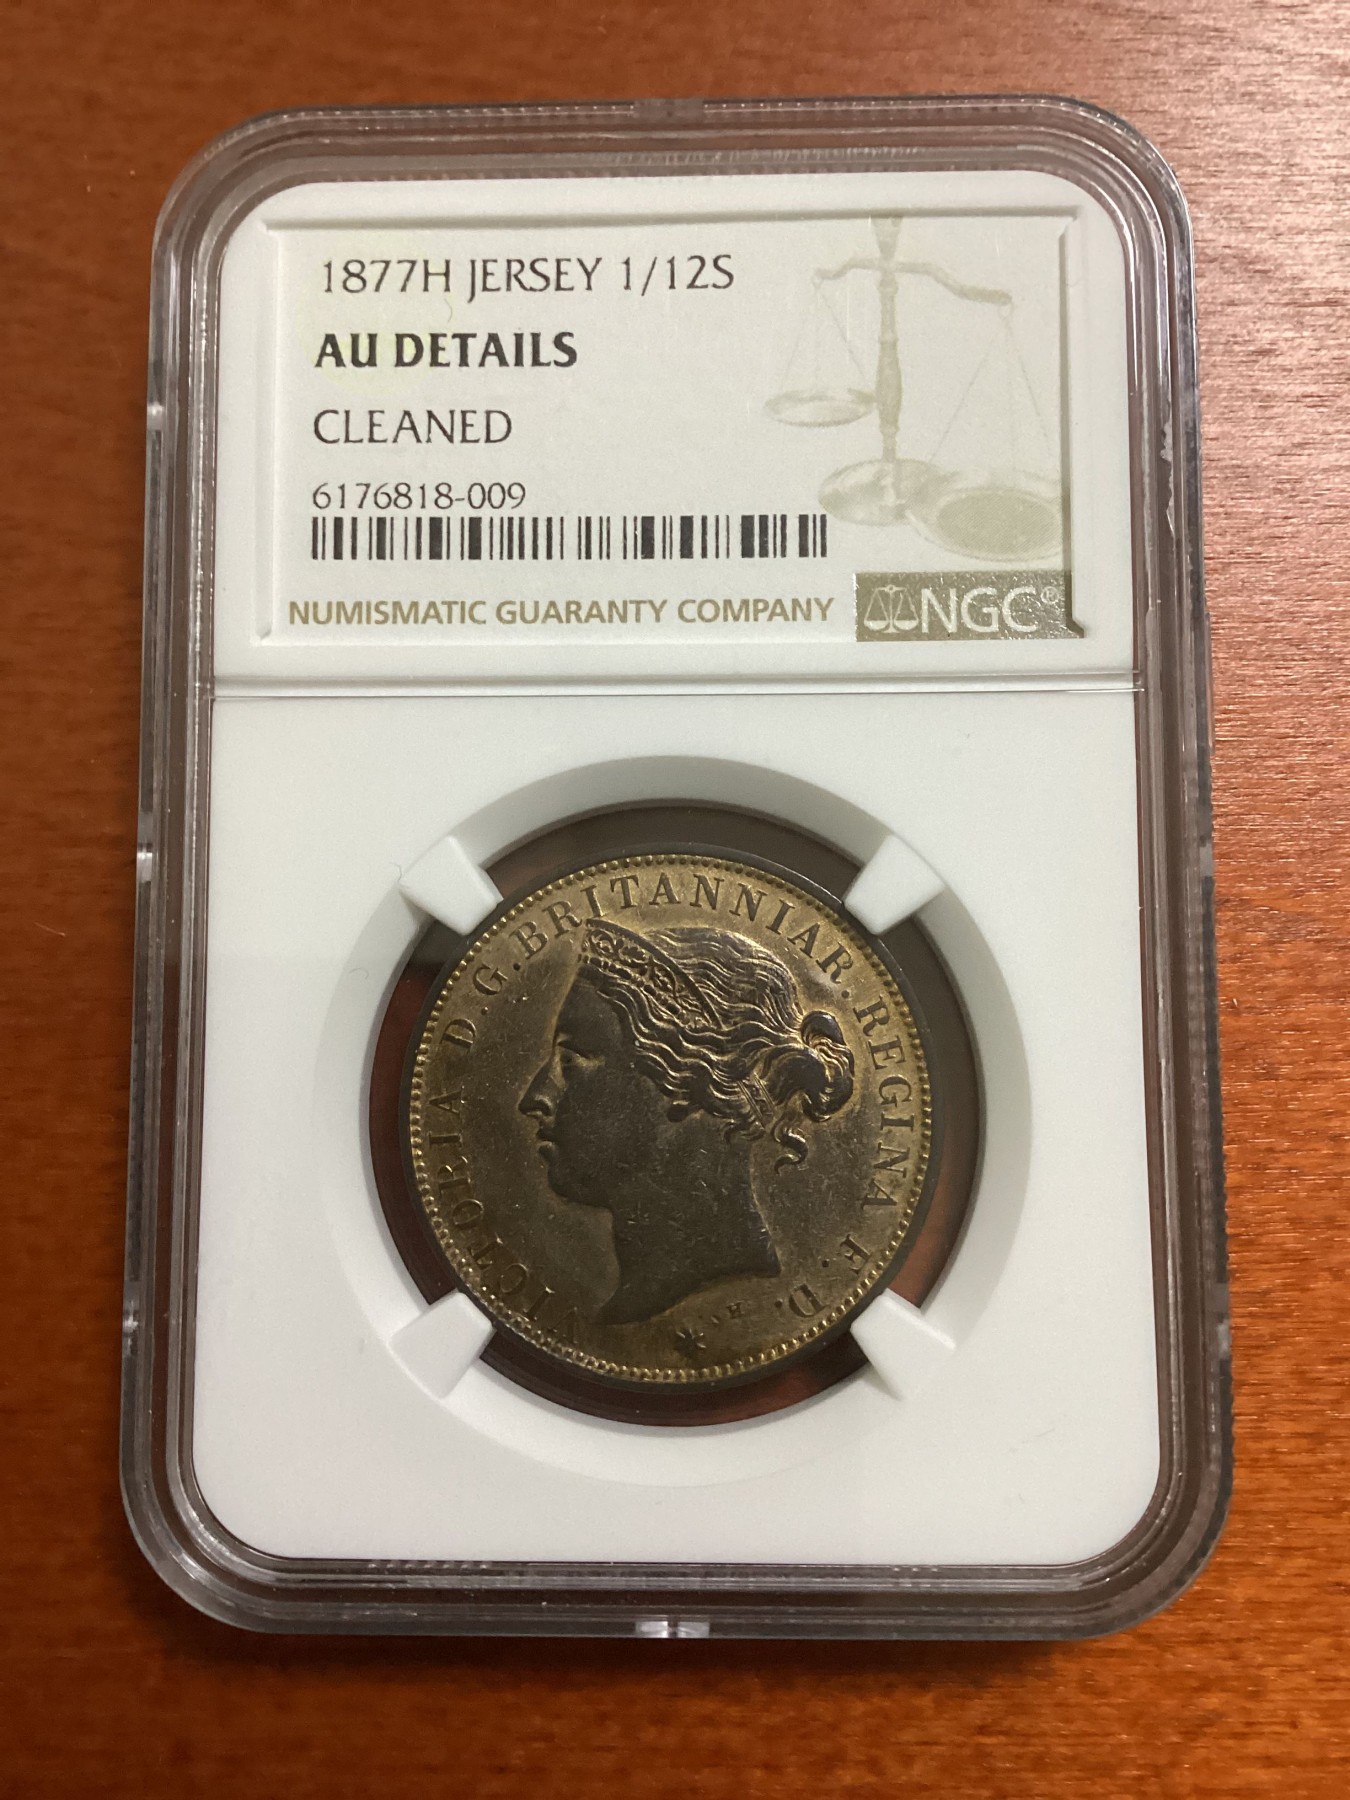 1877H JERSEY 1/12S
AU DETAILS
CLEANED
6176818-009
NUMISMATIC GUARANTY COMPANY
NGC®
VICTORIA D.G.BRITANNIAR.REGINA F.D.
H